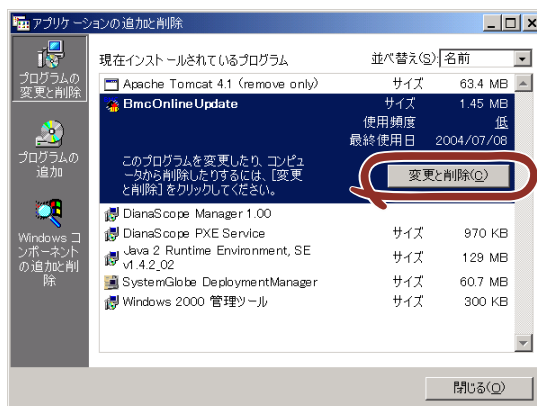 アプリケーションの追加と削除
プログラムの
変更と削除
プログラムの
追加
Windows コ
ンポーネント
の追加と削
除
現在インストールされているプログラム
並べ替え(S): 名前
Apache Tomcat 4.1 (remove only) サイズ 63.4 MB
BmcOnlineUpdate サイズ 1.45 MB
使用頻度 低
最終使用日 2004/07/08
このプログラムを変更したり、コンピュ
ータから削除したりするには、[変更
と削除] をクリックしてください。
変更と削除(C)
DianaScope Manager 1.00
DianaScope PXE Service サイズ 970 KB
Java 2 Runtime Environment, SE
v1.4.2_02 サイズ 129 MB
SystemGlobe DeploymentManager サイズ 60.7 MB
Windows 2000 管理ツール サイズ 300 KB
閉じる(O)